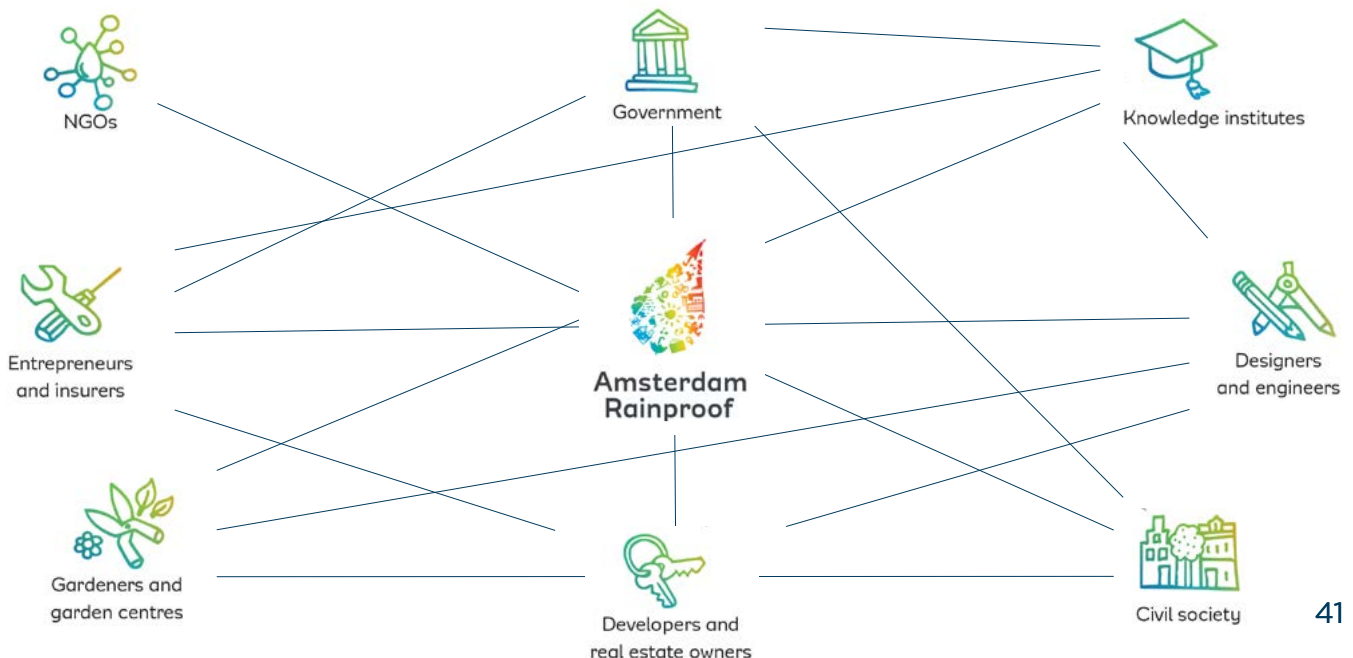 NGOs
Government
Knowledge institutes
Entrepreneurs
and insurers
Amsterdam
Rainproof
Designers
and engineers
Gardeners and
garden centres
Developers and
real estate owners
Civil society
41